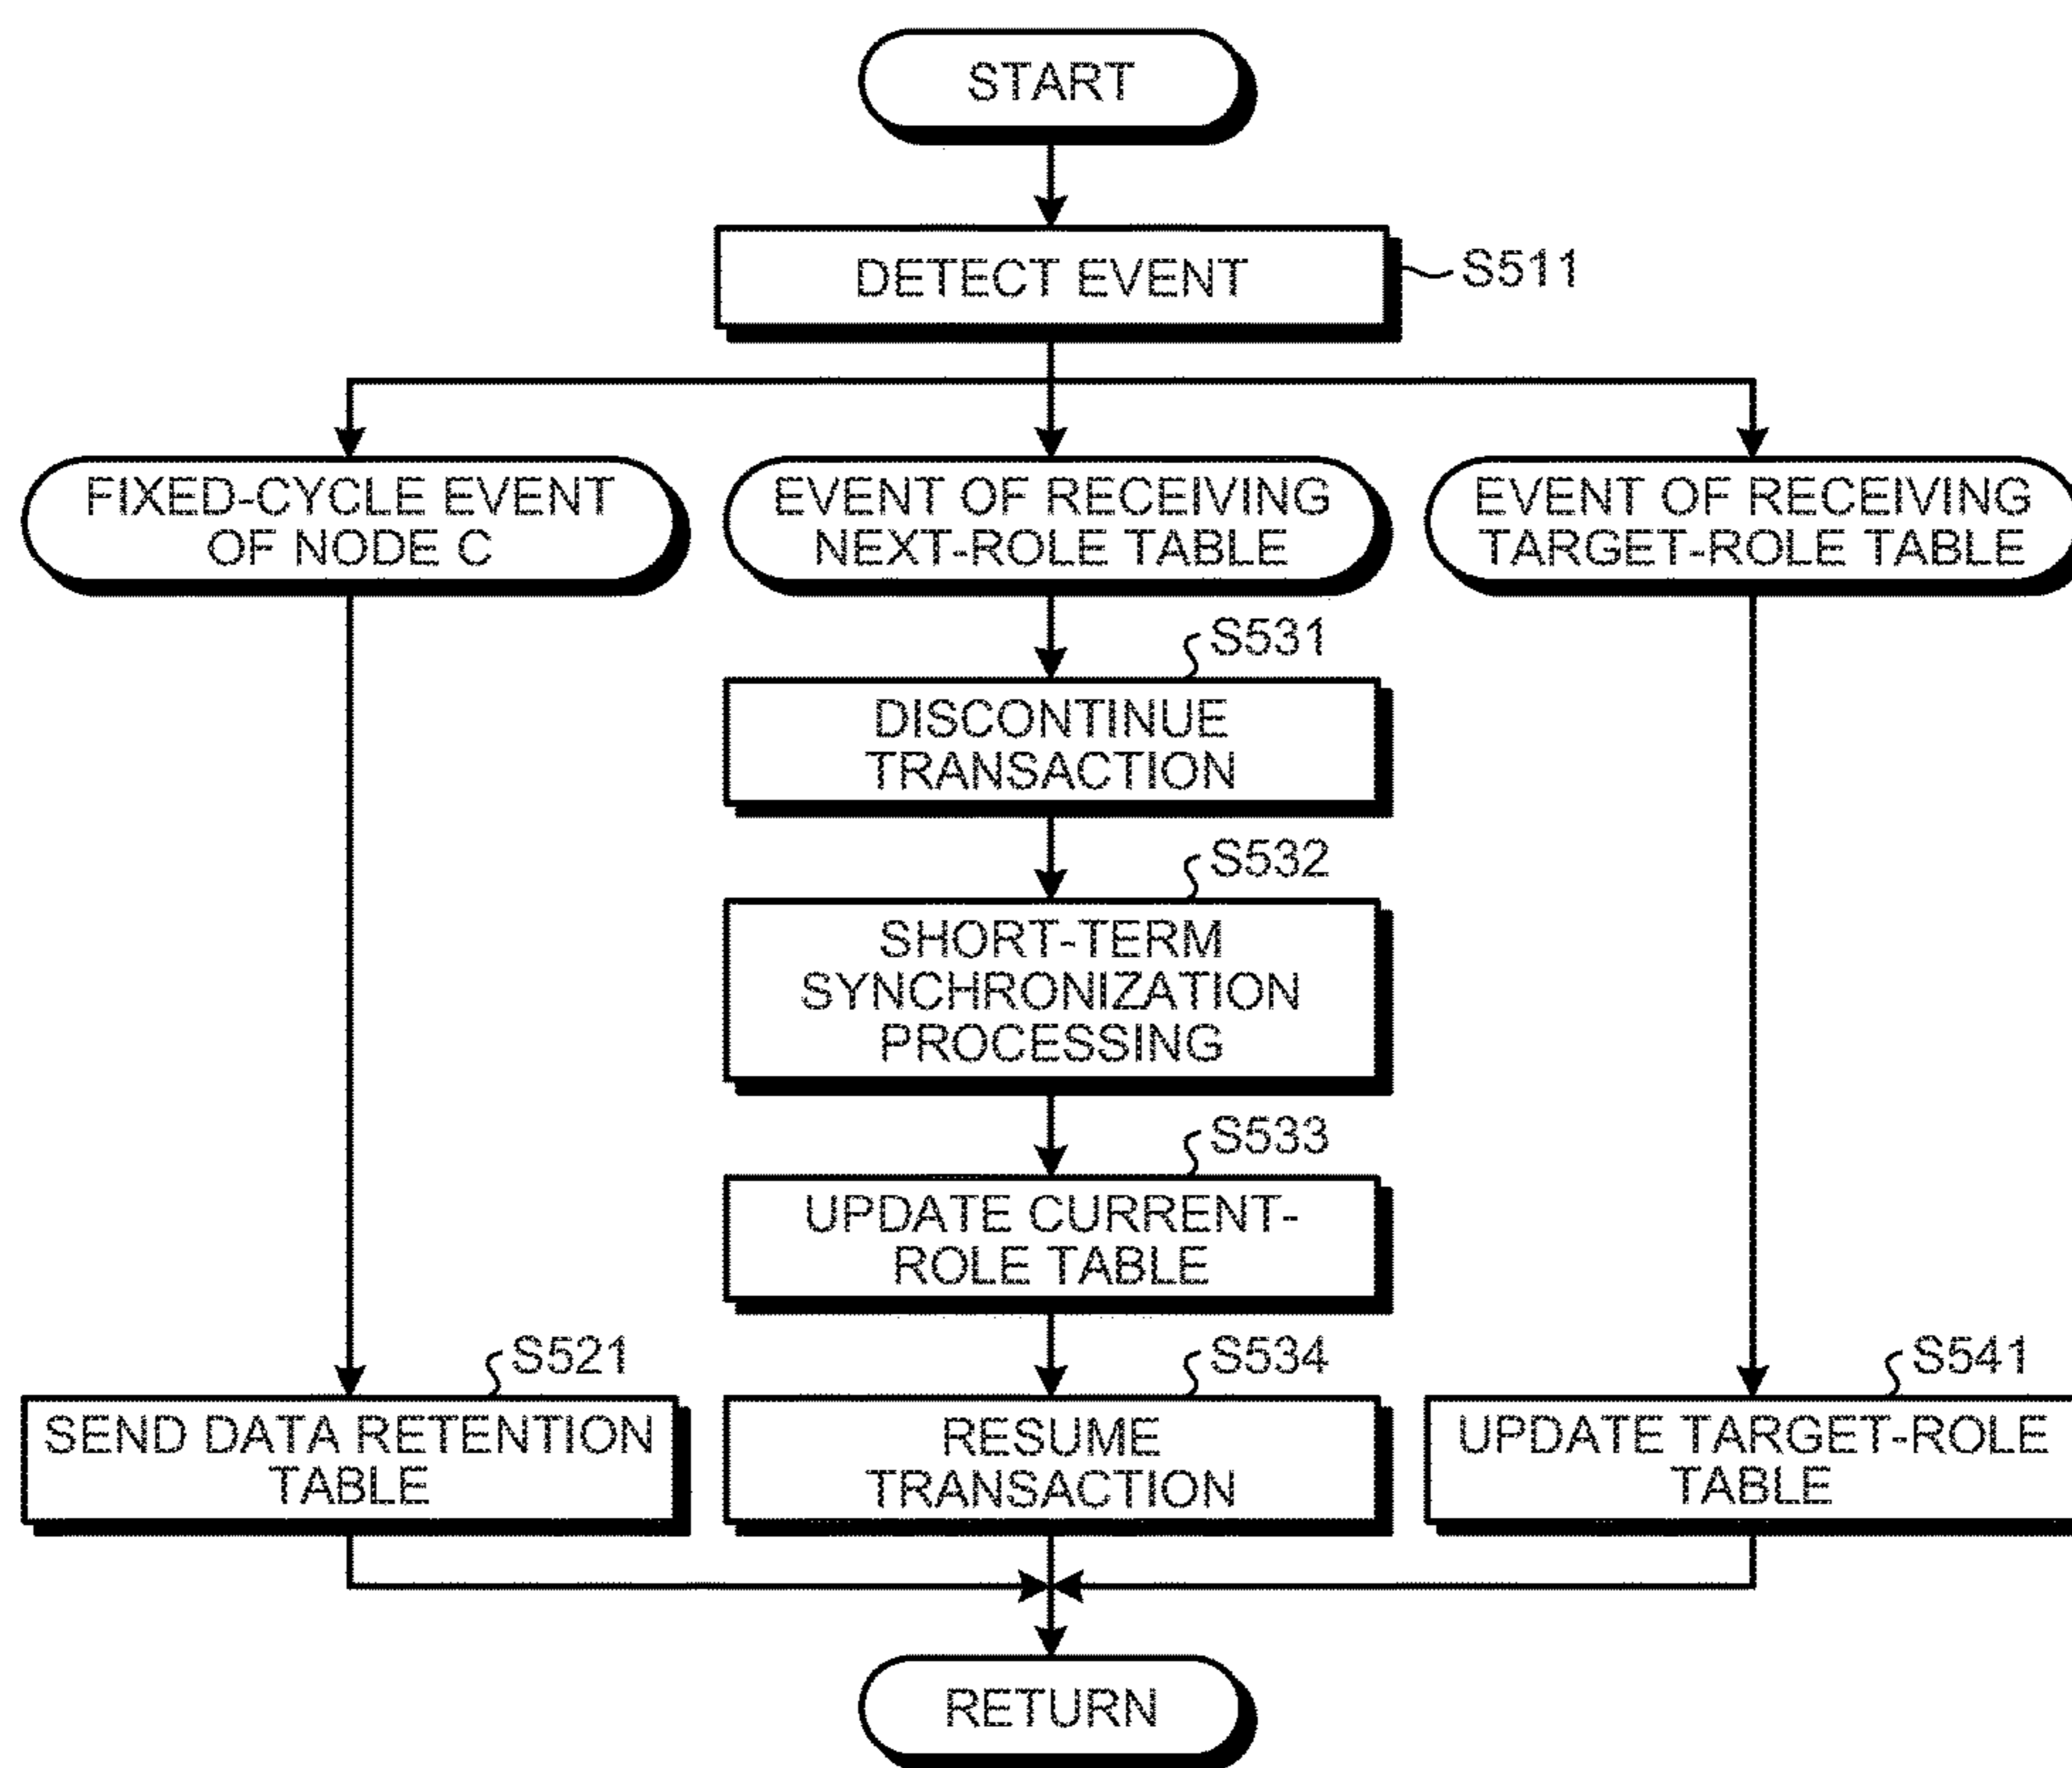 START
DETECT EVENT
S511
FIXED-CYCLE EVENT
OF NODE C
EVENT OF RECEIVING
NEXT-ROLE TABLE
EVENT OF RECEIVING
TARGET-ROLE TABLE
S531
DISCONTINUE
TRANSACTION
S532
SHORT-TERM
SYNCHRONIZATION
PROCESSING
S533
UPDATE CURRENT-
ROLE TABLE
S521
SEND DATA RETENTION
TABLE
S534
RESUME
TRANSACTION
S541
UPDATE TARGET-ROLE
TABLE
RETURN